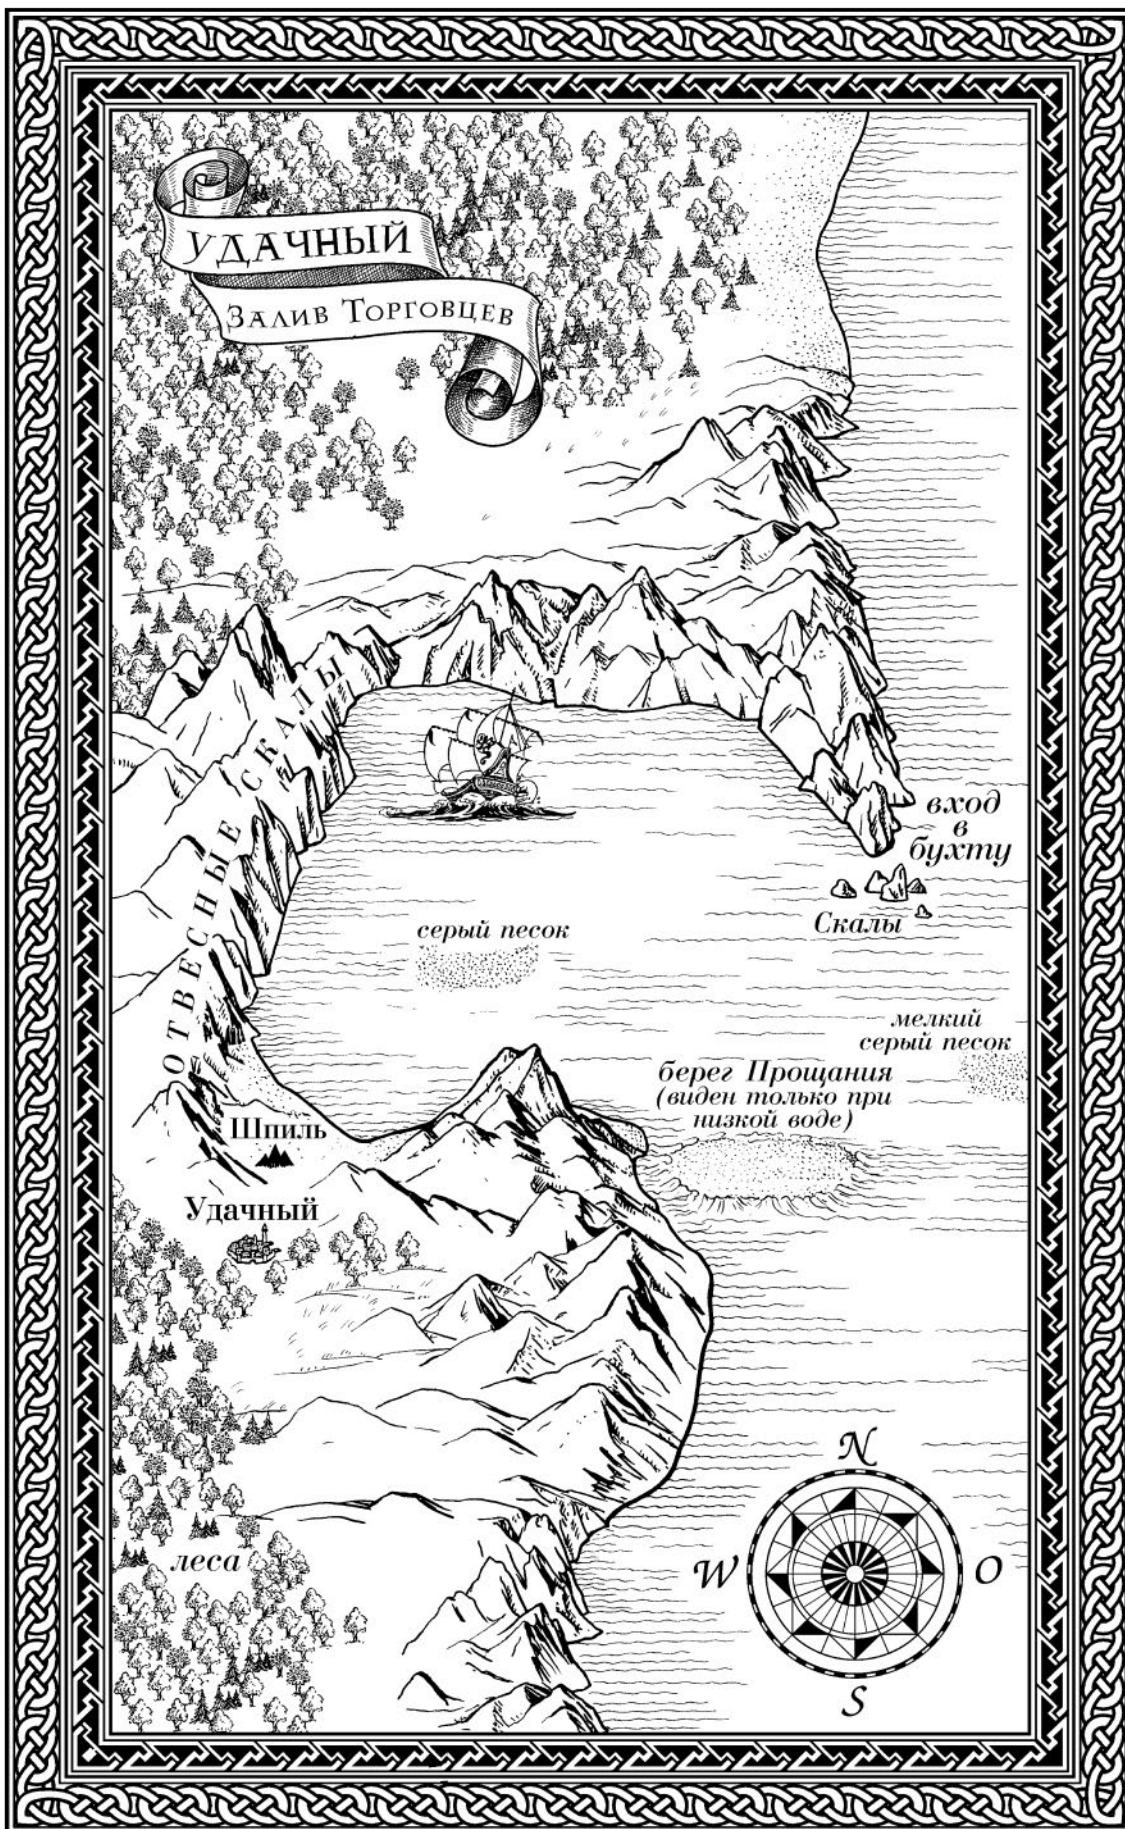 УДАЧНЫЙ
ЗАЛИВ ТОРГОВЦЕВ
ОТВЕСНЫЕ СКАЛЫ
вход
в
бухту
Скалы
серый песок
мелкий
серый песок
берег Прощания
(виден только при
низкой воде)
Шпиль
Удачный
леса
N
W
O
S